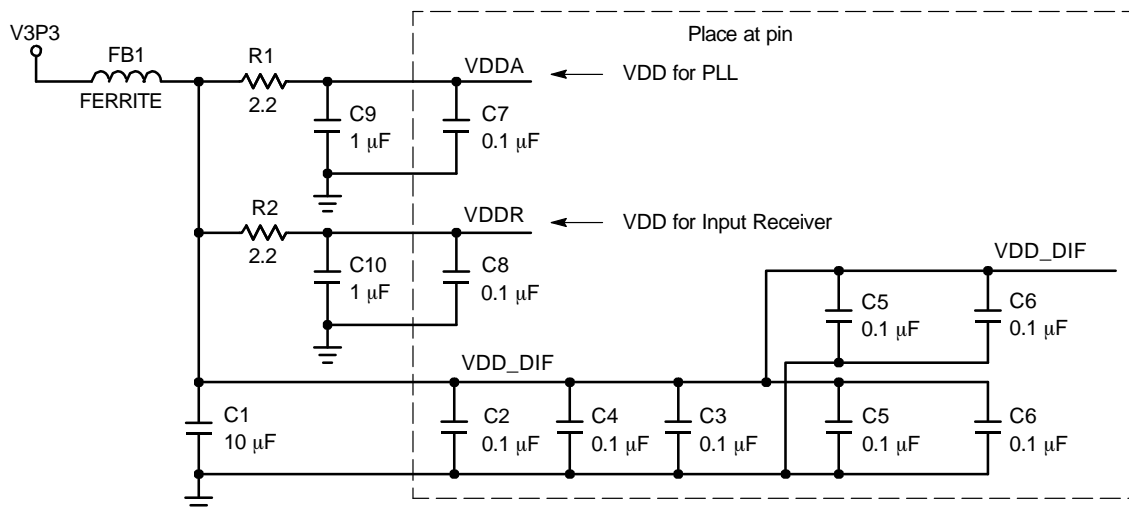 Place at pin
V3P3
FB1
FERRITE
R1
2.2
VDDA
VDD for PLL
C9
1 μF
C7
0.1 μF
R2
2.2
VDDR
VDD for Input Receiver
C10
1 μF
C8
0.1 μF
VDD_DIF
C5
0.1 μF
C6
0.1 μF
VDD_DIF
C1
10 μF
C2
0.1 μF
C4
0.1 μF
C3
0.1 μF
C5
0.1 μF
C6
0.1 μF